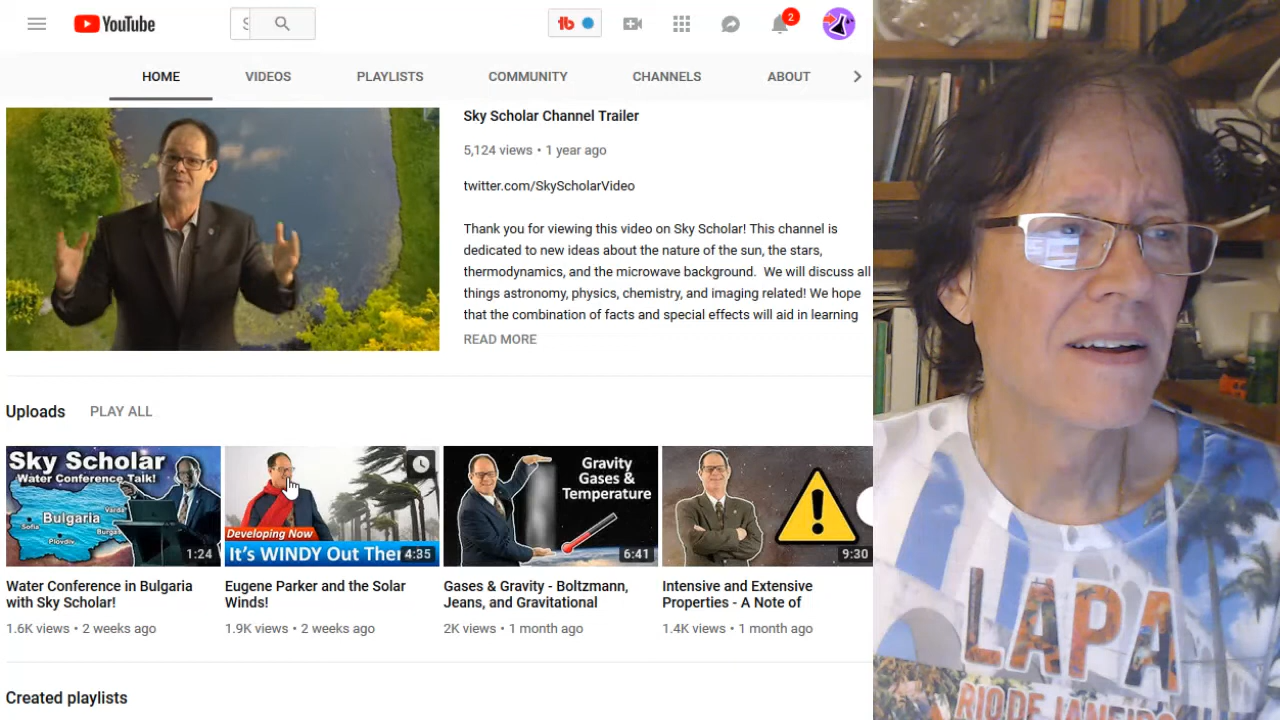 YouTube
2
HOME VIDEOS PLAYLISTS COMMUNITY CHANNELS ABOUT
Sky Scholar Channel Trailer
5,124 views • 1 year ago
twitter.com/SkyScholarVideo
Thank you for viewing this video on Sky Scholar! This channel is
dedicated to new ideas about the nature of the sun, the stars,
thermodynamics, and the microwave background. We will discuss all
things astronomy, physics, chemistry, and imaging related! We hope
that the combination of facts and special effects will aid in learning
READ MORE
Uploads PLAY ALL
Sky Scholar
Water Conference Talk!
Bulgaria
Sofia
Varda
Burgas
Plovdiv
1:24
Developing Now
It's WINDY Out Ther
4:35
Gravity
Gases &
Temperature
6:41
9:30
Water Conference in Bulgaria
with Sky Scholar!
1.6K views • 2 weeks ago
Eugene Parker and the Solar
Winds!
1.9K views • 2 weeks ago
Gases & Gravity - Boltzmann,
Jeans, and Gravitational
2K views • 1 month ago
Intensive and Extensive
Properties - A Note of
1.4K views • 1 month ago
Created playlists
LAPA
RIO DE JANEIRO